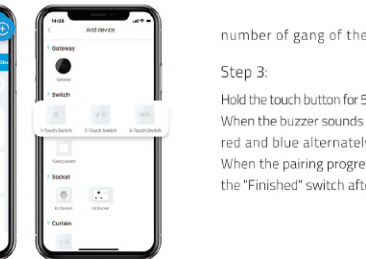 14:08
Add device
Gateway
Gateway
Switch
1-Touch Switch 2-Touch Switch 3-Touch Switch
Socket
Curtain
number of gang of the
Step 3:
Hold the touch button for 5
When the buzzer sounds
red and blue alternately
When the pairing progre
the "Finished" switch afte